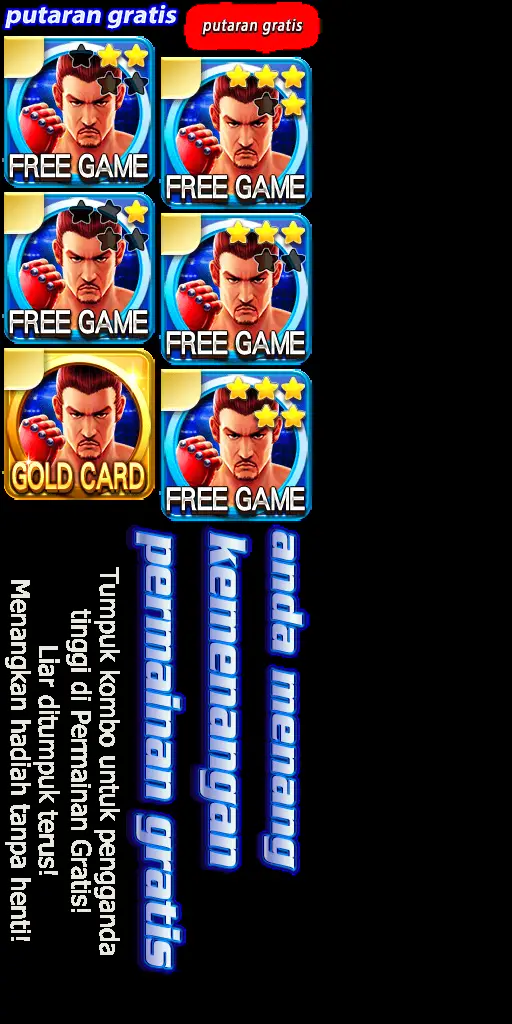 putaran gratis
putaran gratis
FREE GAME
FREE GAME
FREE GAME
FREE GAME
GOLD CARD
FREE GAME
anda menang
kemenangan
permainan gratis
Tumpuk kombo untuk pengganda
tinggi di Permainan Gratis!
Liar ditumpuk terus!
Menangkan hadiah tanpa henti!